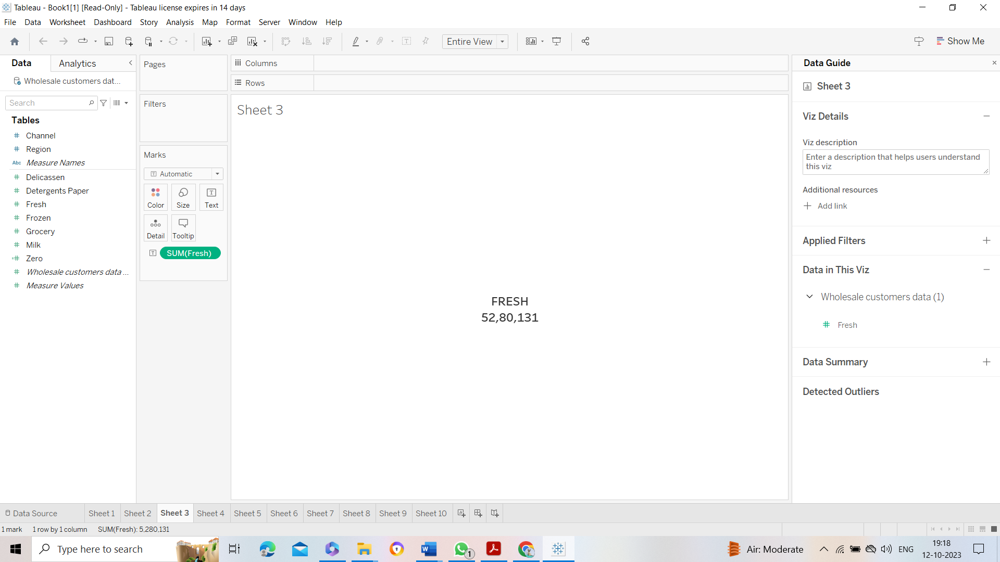 Tableau - Book1[1] [Read-Only] - Tableau license expires in 14 days
File Data Worksheet Dashboard Story Analysis Map Format Server Window Help
Entire View
Show Me
Data Analytics
Wholesale customers dat...
Search
Tables
Channel
Region
Abc Measure Names
Delicassen
Detergents Paper
Fresh
Frozen
Grocery
Milk
Zero
Wholesale customers data ...
Measure Values
Pages
Filters
Marks
Automatic
Color Size Text
Detail Tooltip
SUM(Fresh)
Columns
Rows
Sheet 3
FRESH
52,80,131
Data Guide
Sheet 3
Viz Details
Viz description
Enter a description that helps users understand
this viz
Additional resources
Add link
Applied Filters
Data in This Viz
Wholesale customers data (1)
Fresh
Data Summary
Detected Outliers
Data Source Sheet 1 Sheet 2 Sheet 3 Sheet 4 Sheet 5 Sheet 6 Sheet 7 Sheet 8 Sheet 9 Sheet 10
1 mark 1 row by 1 column SUM(Fresh): 5,280,131
Type here to search
1
Air: Moderate
ENG
19:18
12-10-2023